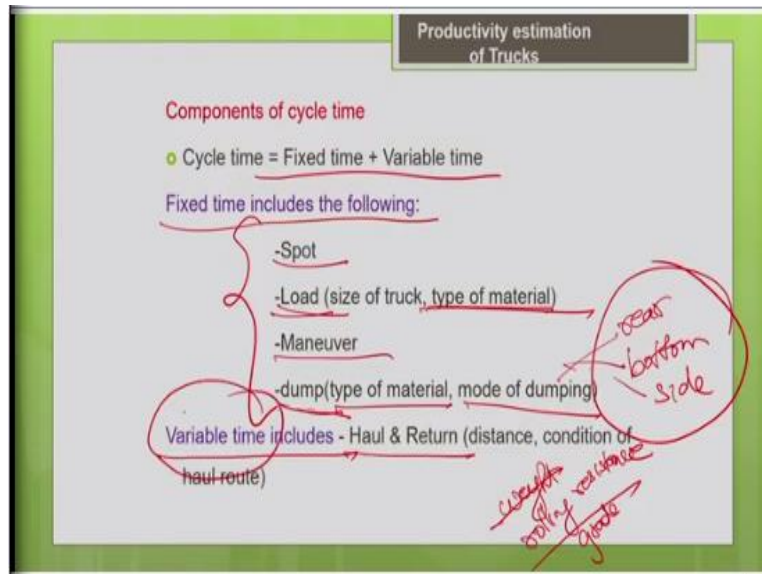 Productivity estimation
of Trucks
Components of cycle time
Cycle time = Fixed time + Variable time
Fixed time includes the following:
-Spot
-Load (size of truck, type of material)
-Maneuver
-dump(type of material, mode of dumping)
rear
bottom
side
Variable time includes - Haul & Return (distance, condition of
haul route)
weight
rolling resistance
grade